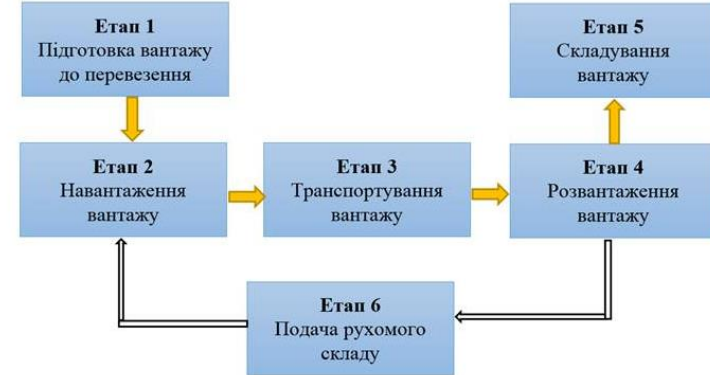 Етап 1
Підготовка вантажу
до перевезення
Етап 5
Складування
вантажу
Етап 2
Навантаження
вантажу
Етап 3
Транспортування
вантажу
Етап 4
Розвантаження
вантажу
Етап 6
Подача рухомого
складу